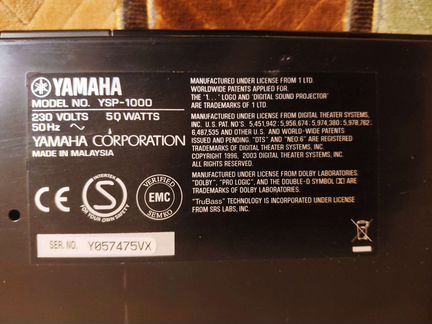 YAMAHA
MODEL NO. YSP-1000
230 VOLTS 50 WATTS
50Hz ~
YAMAHA CORPORATION
MADE IN MALAYSIA
MANUFACTURED UNDER LICENSE FROM 1 LTD.
WORLDWIDE PATENTS APPLIED FOR
THE '1. . .' LOGO AND 'DIGITAL SOUND PROJECTOR'
ARE TRADEMARKS OF 1 LTD.
MANUFACTURED UNDER LICENSE FROM DIGITAL THEATER SYSTEMS,
INC. U.S. PAT. NO'S. 5,451,942; 5,956,674; 5,974,380; 5,978,762;
6,487,535 AND OTHER U.S. AND WORLD-WIDE PATENTS
ISSUED AND PENDING. "DTS" AND "NEO:6" ARE REGISTERED
TRADEMARKS OF DIGITAL THEATER SYSTEMS, INC.
COPYRIGHT 1996, 2003 DIGITAL THEATER SYSTEMS, INC.
ALL RIGHTS RESERVED.
MANUFACTURED UNDER LICENSE FROM DOLBY LABORATORIES.
"DOLBY", "PRO LOGIC", AND THE DOUBLE-D SYMBOL ARE
TRADEMARKS OF DOLBY LABORATORIES.
"TruBass" TECHNOLOGY IS INCORPORATED UNDER LICENSE
FROM SRS LABS, INC.
CE
INTERTEK
S
FOR YOUR OWN SAFETY
VERIFIED
EMC
SEMKO
SER. NO. Y057475VX